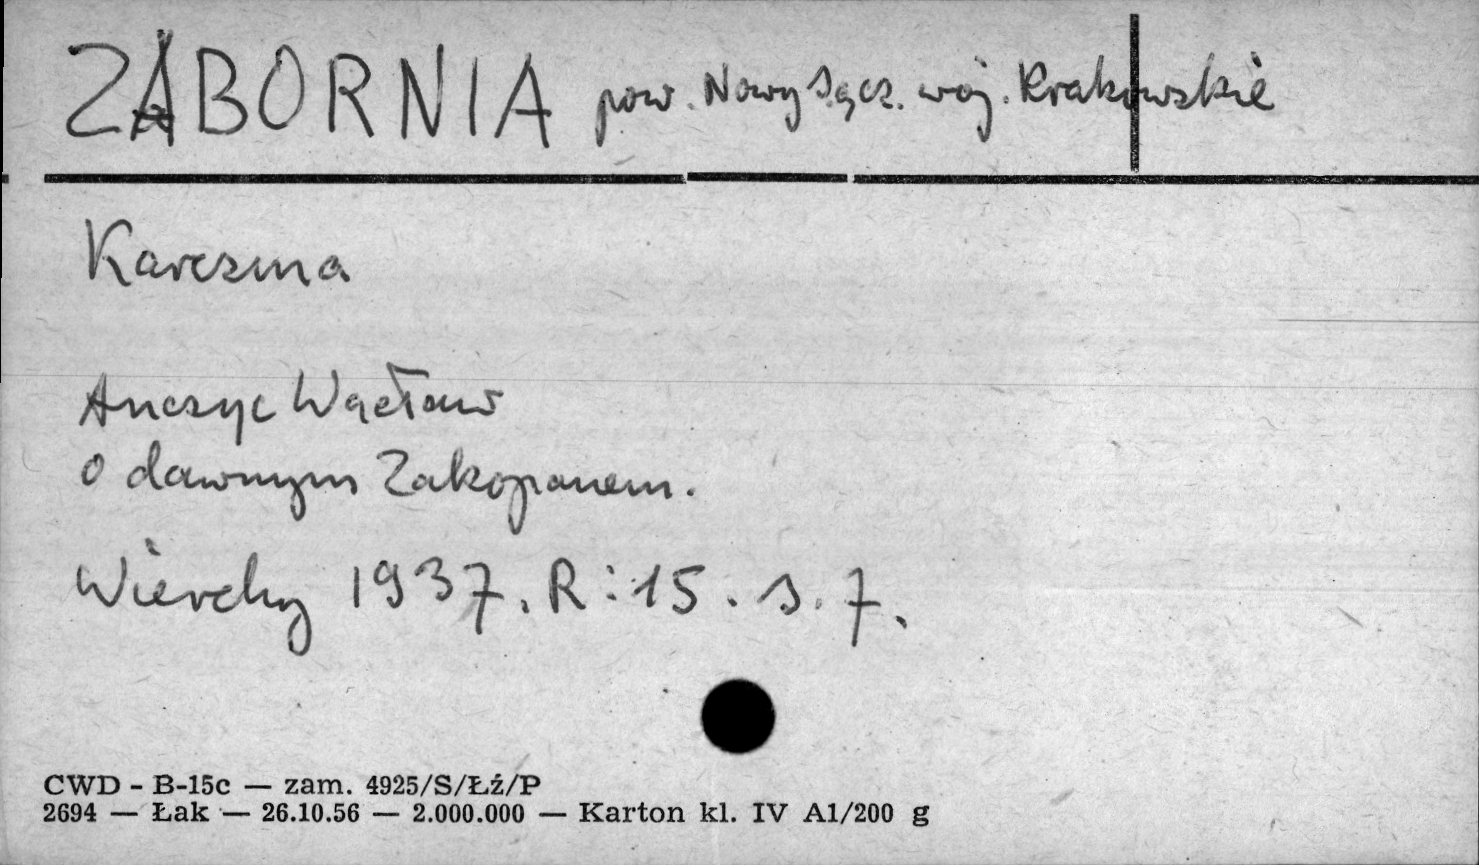 ZABORNIA pow. Nowy Sącz. woj. Krakowskie
Karczma
Anczyc Wacław
O dawnym Zakopanem.
Wierchy 1937. R: 15. s. 7.
CWD - B-15c — zam. 4925/S/Łź/P
2694 — Łak — 26.10.56 — 2.000.000 — Karton kl. IV A1/200 g